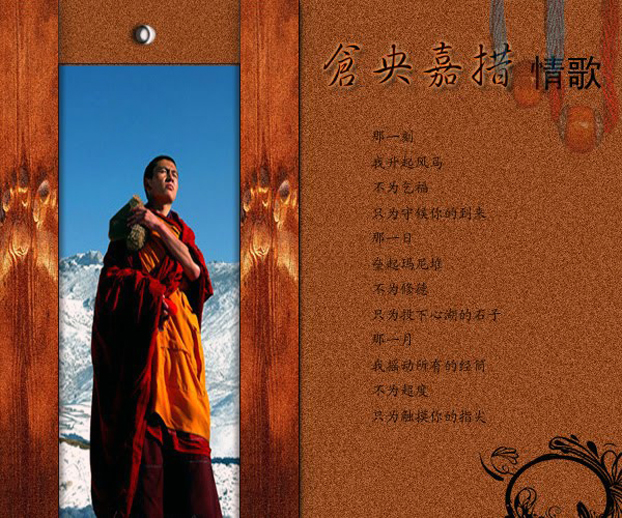 倉央嘉措 情歌
那一刻
我升起风马
不为乞福
只为守候你的到来
那一日
垒起玛尼堆
不为修德
只为投下心湖的石子
那一月
我摇动所有的经筒
不为超度
只为触摸你的指尖